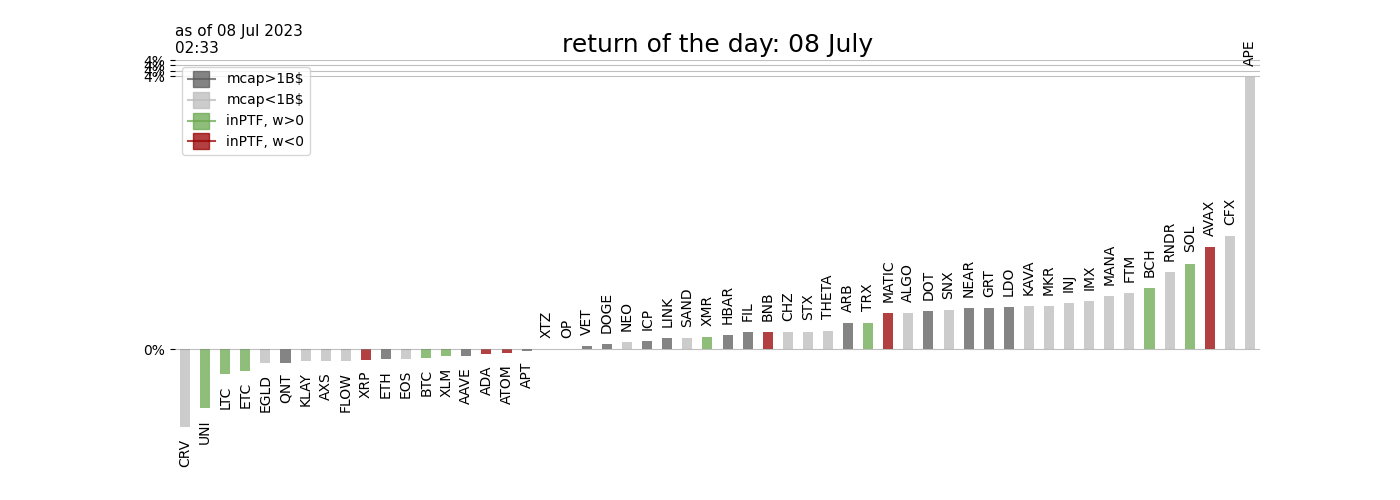 as of 08 Jul 2023
02:33
return of the day: 08 July
4%
4%
4%
4%
0%
mcap>1B$
mcap<1B$
inPTF, w>0
inPTF, w<0
CRV
UNI
LTC
ETC
EGLD
QNT
KLAY
AXS
FLOW
XRP
ETH
EOS
BTC
XLM
AAVE
ADA
ATOM
APT
XTZ
OP
VET
DOGE
NEO
ICP
LINK
SAND
XMR
HBAR
FIL
BNB
CHZ
STX
THETA
ARB
TRX
MATIC
ALGO
DOT
SNX
NEAR
GRT
LDO
KAVA
MKR
INJ
IMX
MANA
FTM
BCH
RNDR
SOL
AVAX
CFX
APE